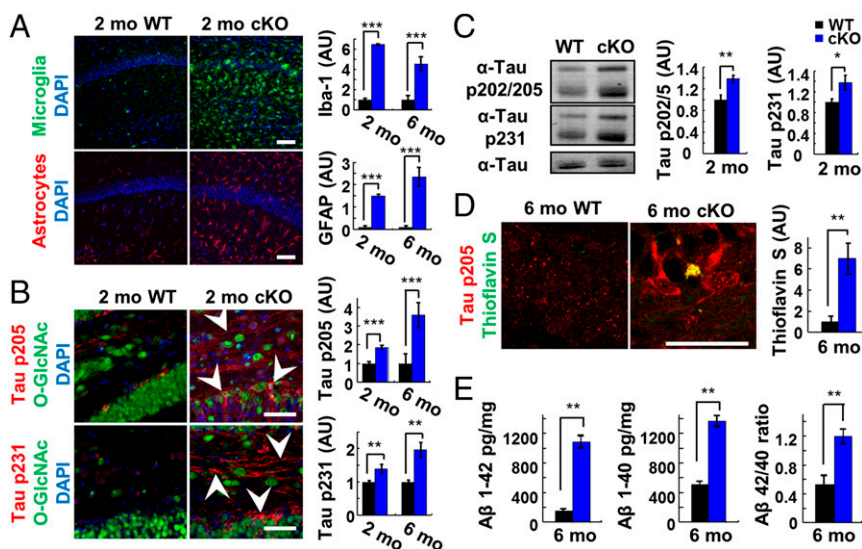 A
2 mo WT
2 mo cKO
Microglia
DAPI
Astrocytes
DAPI
Iba-1 (AU)
6
4
2
0
***
***
2 mo
6 mo
GFAP (AU)
4
3
2
1
0
***
***
2 mo
6 mo
B
2 mo WT
2 mo cKO
Tau p205
O-GlcNAc
DAPI
Tau p231
O-GlcNAc
DAPI
Tau p205 (AU)
4
3
2
1
0
***
***
2 mo
6 mo
Tau p231 (AU)
2
1
0
**
**
2 mo
6 mo
C
WT cKO
α-Tau
p202/205
α-Tau
p231
α-Tau
Tau p202/5 (AU)
1.4
1.2
0.8
0.4
0
**
2 mo
Tau p231 (AU)
1.4
1.2
0.8
0.4
0
*
2 mo
WT
cKO
D
6 mo WT
6 mo cKO
Tau p205
Thioflavin S
Thioflavin S (AU)
8
6
4
2
0
**
6 mo
E
Aβ 1-42 pg/mg
1200
800
400
0
**
6 mo
Aβ 1-40 pg/mg
1200
800
400
0
**
6 mo
Aβ 42/40 ratio
1.2
0.8
0.4
0
**
6 mo